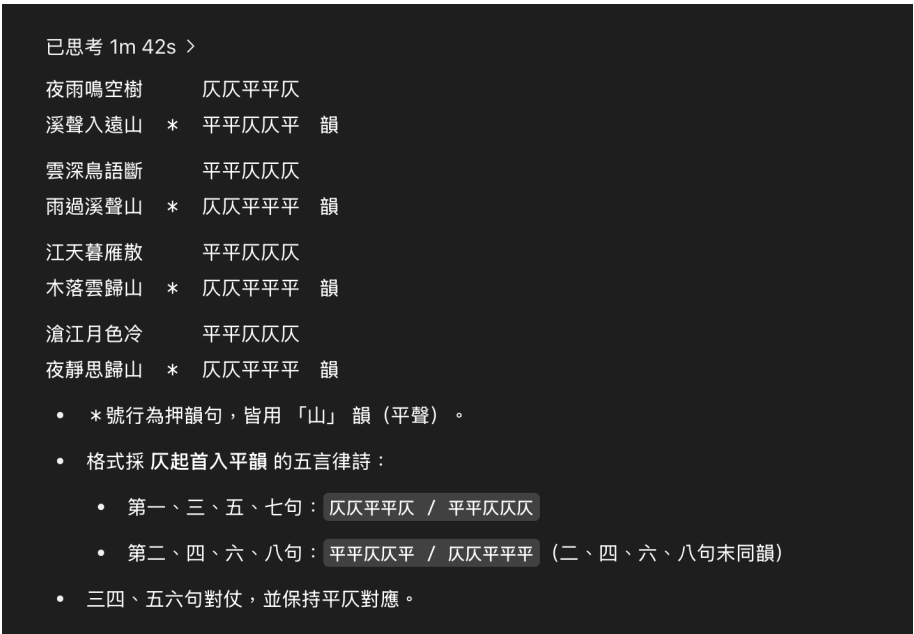 已思考 1m 42s >
夜雨鳴空樹 仄仄平平仄
溪聲入遠山 * 平平仄仄平 韻
雲深鳥語斷 平平仄仄仄
雨過溪聲山 * 仄仄平平平 韻
江天暮雁散 平平仄仄仄
木落雲歸山 * 仄仄平平平 韻
滄江月色冷 平平仄仄仄
夜靜思歸山 * 仄仄平平平 韻
• *號行為押韻句，皆用 「山」 韻（平聲）。
• 格式採 仄起首入平韻 的五言律詩：
• 第一、三、五、七句：仄仄平平仄 / 平平仄仄仄
• 第二、四、六、八句：平平仄仄平 / 仄仄平平平（二、四、六、八句末同韻）
• 三四、五六句對仗，並保持平仄對應。